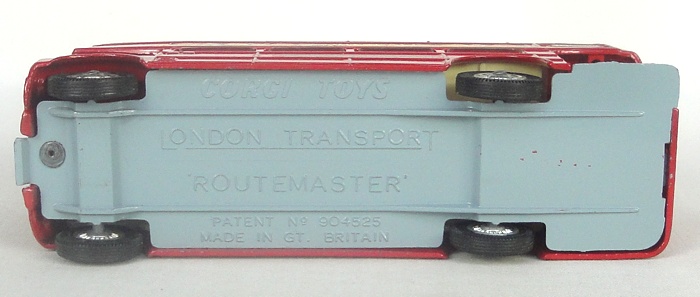 CORGI TOYS
LONDON TRANSPORT
'ROUTEMASTER'
PATENT Nº 904525
MADE IN GT. BRITAIN